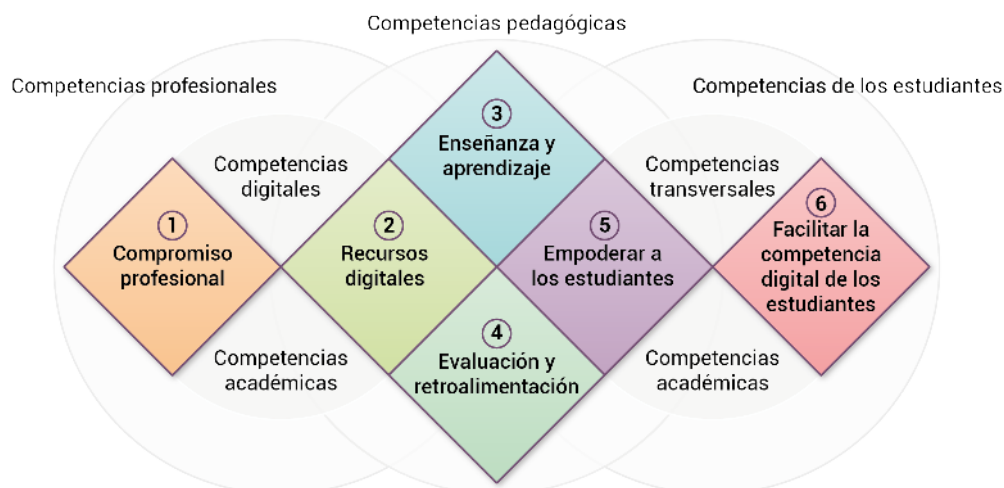 Competencias pedagógicas
Competencias profesionales
Competencias de los estudiantes
3
Enseñanza y
aprendizaje
Competencias
digitales
Competencias
transversales
1
Compromiso
profesional
2
Recursos
digitales
5
Empoderar a
los estudiantes
6
Facilitar la
competencia
digital de los
estudiantes
4
Evaluación y
retroalimentación
Competencias
académicas
Competencias
académicas